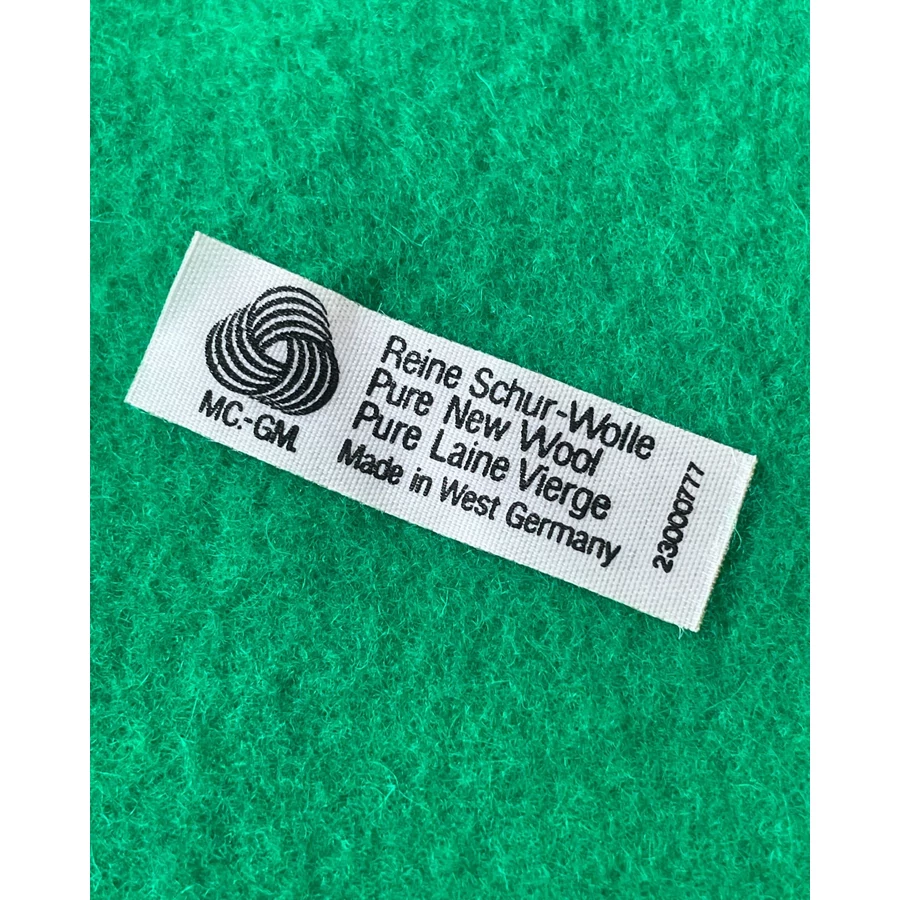 MC.-GM.
Reine Schur-Wolle
Pure New Wool
Pure Laine Vierge
Made in West Germany
23000777